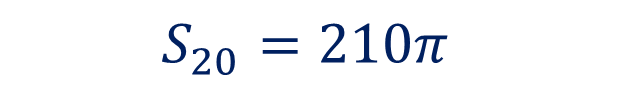 S₂₀ = 210π